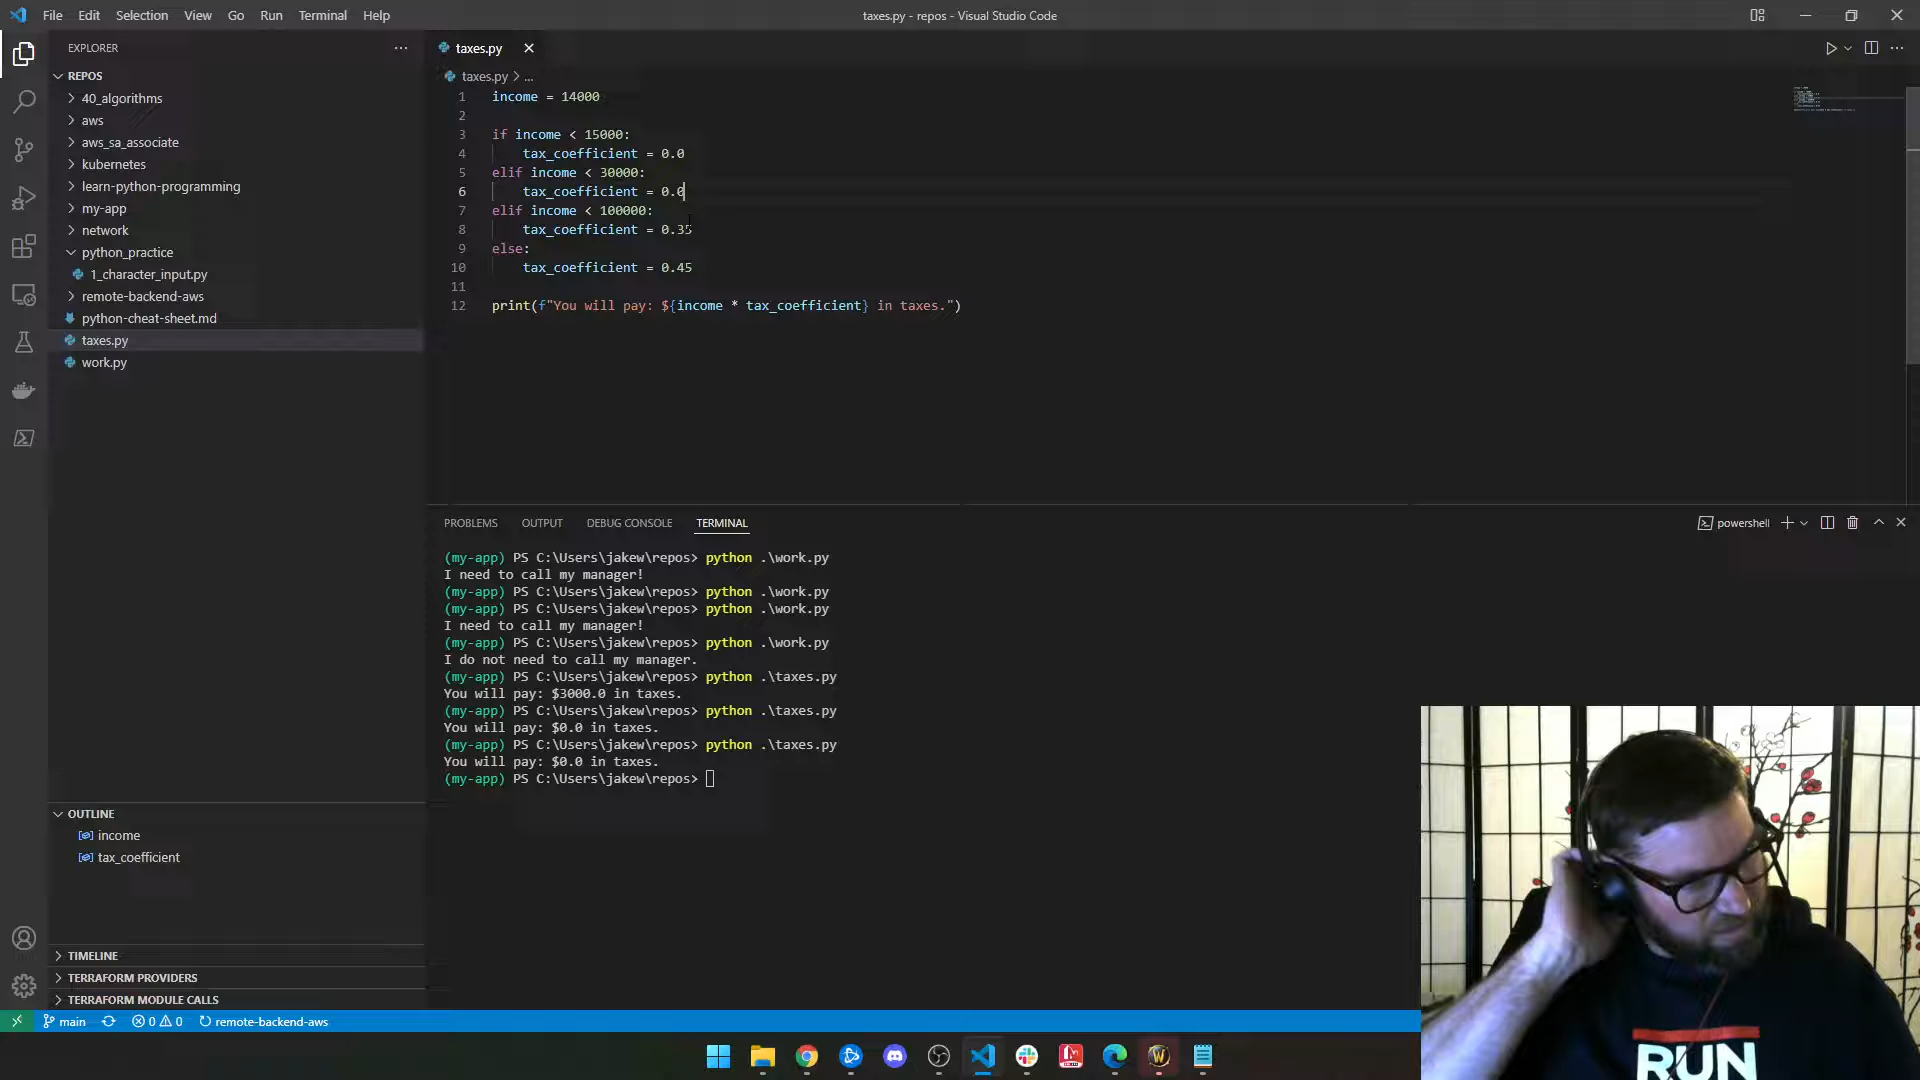 File Edit Selection View Go Run Terminal Help
taxes.py - repos - Visual Studio Code
EXPLORER
REPOS
40_algorithms
aws
aws_sa_associate
kubernetes
learn-python-programming
my-app
network
python_practice
1_character_input.py
remote-backend-aws
python-cheat-sheet.md
taxes.py
work.py
OUTLINE
income
tax_coefficient
TIMELINE
TERRAFORM PROVIDERS
TERRAFORM MODULE CALLS
taxes.py
taxes.py > ...
1 income = 14000
2
3 if income < 15000:
4 tax_coefficient = 0.0
5 elif income < 30000:
6 tax_coefficient = 0.0
7 elif income < 100000:
8 tax_coefficient = 0.35
9 else:
10 tax_coefficient = 0.45
11
12 print(f"You will pay: ${income * tax_coefficient} in taxes.")
PROBLEMS OUTPUT DEBUG CONSOLE TERMINAL
powershell
(my-app) PS C:\Users\jakew\repos> python .\work.py
I need to call my manager!
(my-app) PS C:\Users\jakew\repos> python .\work.py
(my-app) PS C:\Users\jakew\repos> python .\work.py
I need to call my manager!
(my-app) PS C:\Users\jakew\repos> python .\work.py
I do not need to call my manager.
(my-app) PS C:\Users\jakew\repos> python .\taxes.py
You will pay: $3000.0 in taxes.
(my-app) PS C:\Users\jakew\repos> python .\taxes.py
You will pay: $0.0 in taxes.
(my-app) PS C:\Users\jakew\repos> python .\taxes.py
You will pay: $0.0 in taxes.
(my-app) PS C:\Users\jakew\repos>
main 0 0 remote-backend-aws
RUN